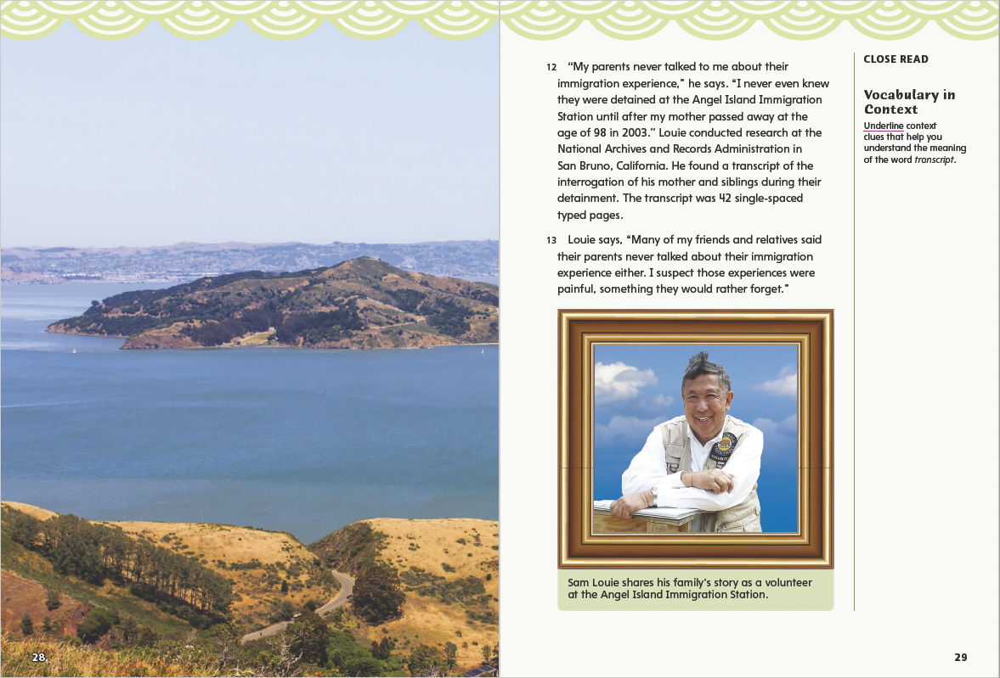 28
12 “My parents never talked to me about their
immigration experience,” he says. “I never even knew
they were detained at the Angel Island Immigration
Station until after my mother passed away at the
age of 98 in 2003.” Louie conducted research at the
National Archives and Records Administration in
San Bruno, California. He found a transcript of the
interrogation of his mother and siblings during their
detainment. The transcript was 42 single-spaced
typed pages.
13 Louie says, “Many of my friends and relatives said
their parents never talked about their immigration
experience either. I suspect those experiences were
painful, something they would rather forget.”
VOLUNTEER
Sam Louie shares his family’s story as a volunteer
at the Angel Island Immigration Station.
CLOSE READ
Vocabulary in
Context
Underline context
clues that help you
understand the meaning
of the word transcript.
29